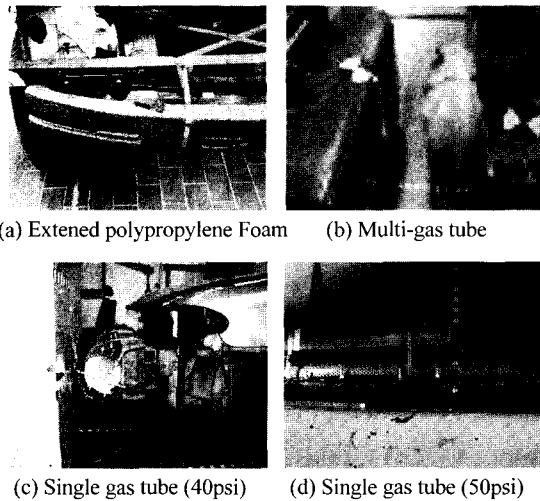 (a) Extened polypropylene Foam
(b) Multi-gas tube
(c) Single gas tube (40psi)
(d) Single gas tube (50psi)